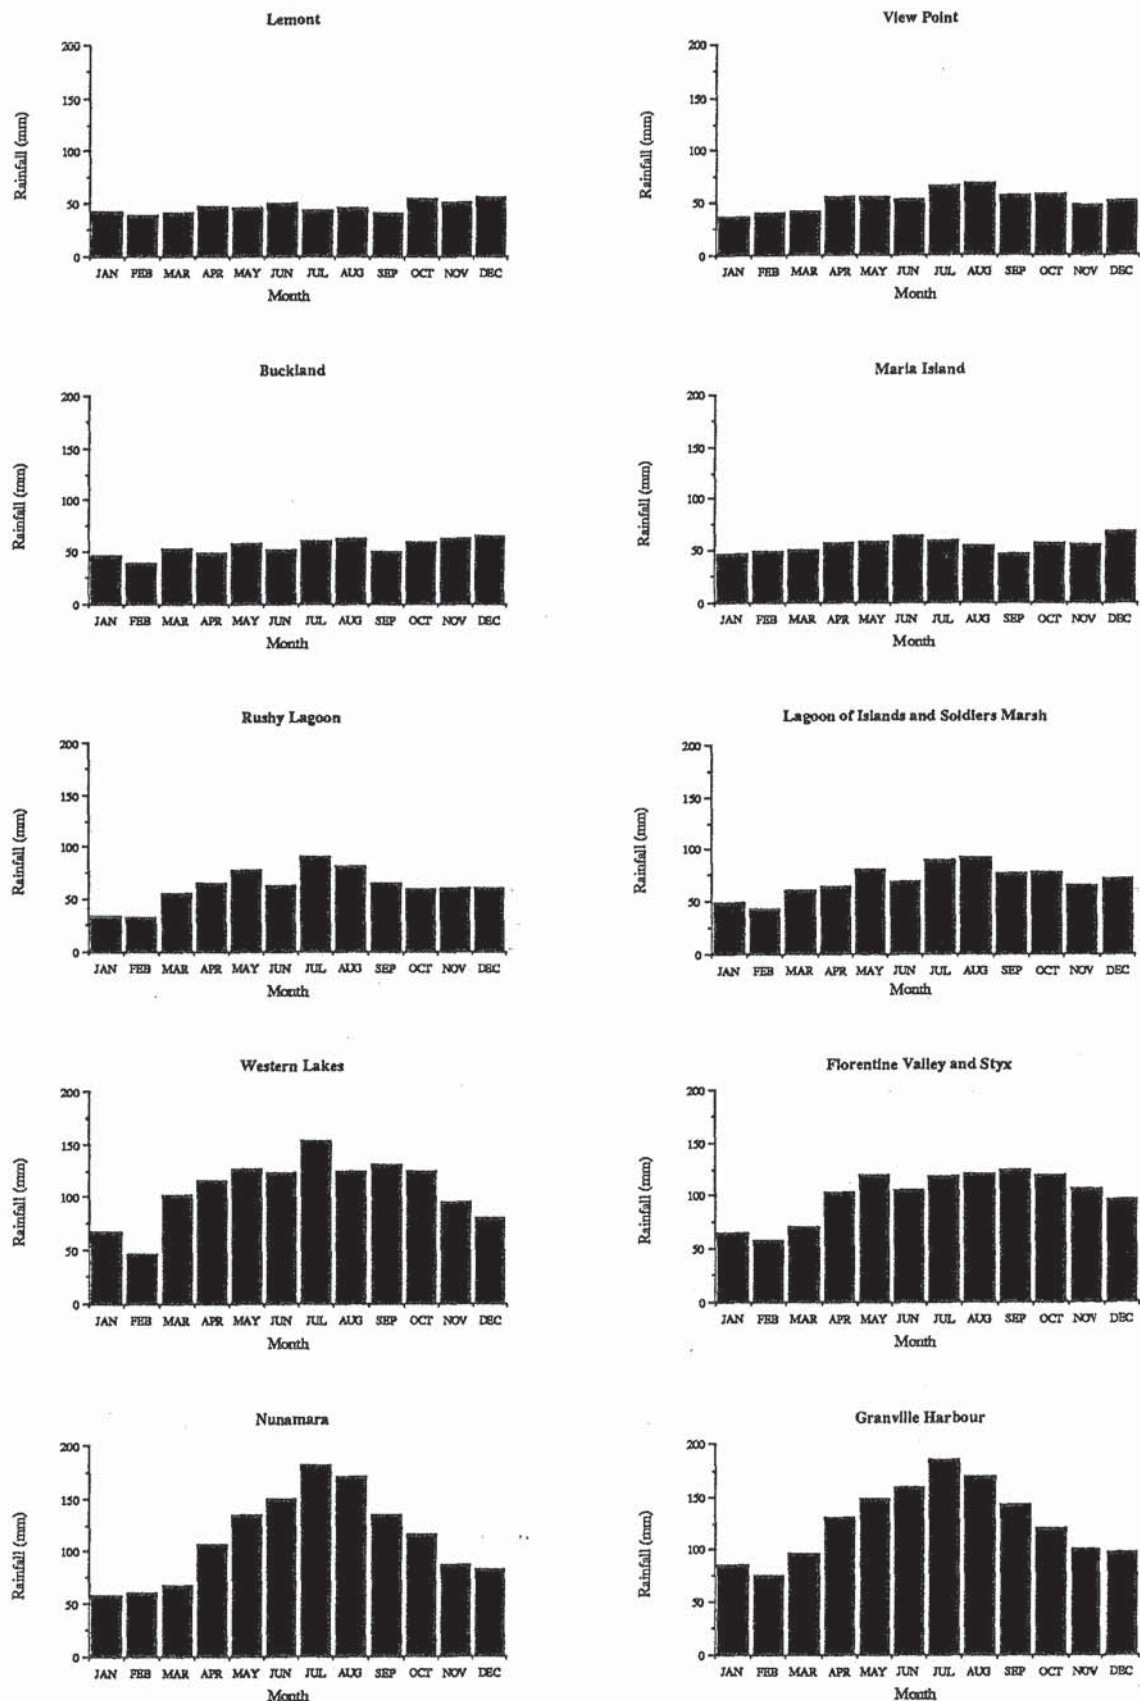 Lemont
200
150
100
50
0
Rainfall (mm)
JAN FEB MAR APR MAY JUN JUL AUG SEP OCT NOV DEC
Month
View Point
200
150
100
50
0
Rainfall (mm)
JAN FEB MAR APR MAY JUN JUL AUG SEP OCT NOV DEC
Month
Buckland
200
150
100
50
0
Rainfall (mm)
JAN FEB MAR APR MAY JUN JUL AUG SEP OCT NOV DEC
Month
Maria Island
200
150
100
50
0
Rainfall (mm)
JAN FEB MAR APR MAY JUN JUL AUG SEP OCT NOV DEC
Month
Rushy Lagoon
200
150
100
50
0
Rainfall (mm)
JAN FEB MAR APR MAY JUN JUL AUG SEP OCT NOV DEC
Month
Lagoon of Islands and Soldiers Marsh
200
150
100
50
0
Rainfall (mm)
JAN FEB MAR APR MAY JUN JUL AUG SEP OCT NOV DEC
Month
Western Lakes
200
150
100
50
0
Rainfall (mm)
JAN FEB MAR APR MAY JUN JUL AUG SEP OCT NOV DEC
Month
Florentine Valley and Styx
200
150
100
50
0
Rainfall (mm)
JAN FEB MAR APR MAY JUN JUL AUG SEP OCT NOV DEC
Month
Nunamara
200
150
100
50
0
Rainfall (mm)
JAN FEB MAR APR MAY JUN JUL AUG SEP OCT NOV DEC
Month
Granville Harbour
200
150
100
50
0
Rainfall (mm)
JAN FEB MAR APR MAY JUN JUL AUG SEP OCT NOV DEC
Month